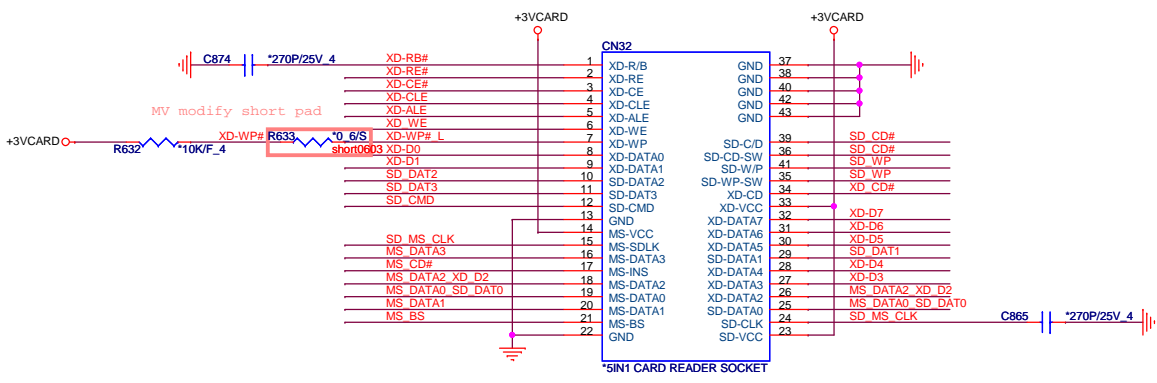 +3VCARD
+3VCARD
CN32
C874 *270P/25V_4
XD-RB# 1 XD-R/B GND 37
XD-RE# 2 XD-RE GND 38
XD-CE# 3 XD-CE GND 40
XD-CLE 4 XD-CLE GND 42
XD-ALE 5 XD-ALE GND 43
MV modify short pad
XD_WE 6 XD-WE
+3VCARD R632 *10K/F_4 XD-WP# R633 *0_6/S short0603 XD-WP#_L 7 XD-WP SD-C/D 39 SD_CD#
XD-D0 8 XD-DATA0 SD-CD-SW 36 SD_CD#
XD-D1 9 XD-DATA1 SD-W/P 41 SD_WP
SD_DAT2 10 SD-DATA2 SD-WP-SW 35 SD_WP
SD_DAT3 11 SD-DAT3 XD-CD 34 XD_CD#
SD_CMD 12 SD-CMD XD-VCC 33
13 GND XD-DATA7 32 XD-D7
14 MS-VCC XD-DATA6 31 XD-D6
SD_MS_CLK 15 MS-SDLK XD-DATA5 30 XD-D5
MS_DATA3 16 MS-DATA3 SD-DATA1 29 SD_DAT1
MS_CD# 17 MS-INS XD-DATA4 28 XD-D4
MS_DATA2_XD_D2 18 MS-DATA2 XD-DATA3 27 XD-D3
MS_DATA0_SD_DAT0 19 MS-DATA0 XD-DATA2 26 MS_DATA2_XD_D2
MS_DATA1 20 MS-DATA1 SD-DATA0 25 MS_DATA0_SD_DAT0
MS_BS 21 MS-BS SD-CLK 24 SD_MS_CLK C865 *270P/25V_4
22 GND SD-VCC 23
*5IN1 CARD READER SOCKET